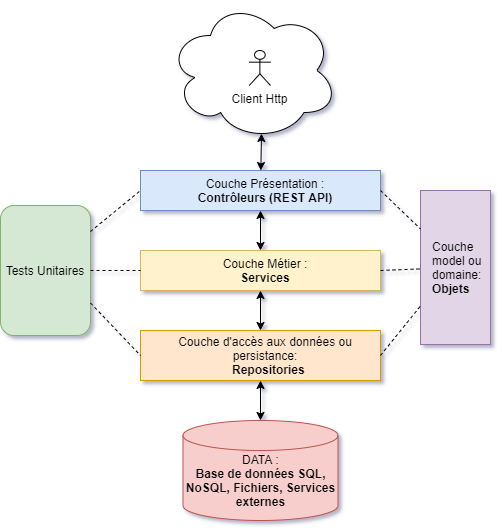 Client Http
Couche Présentation :
Contrôleurs (REST API)
Tests Unitaires
Couche Métier :
Services
Couche
model ou
domaine:
Objets
Couche d'accès aux données ou
persistance:
Repositories
DATA :
Base de données SQL,
NoSQL, Fichiers, Services
externes